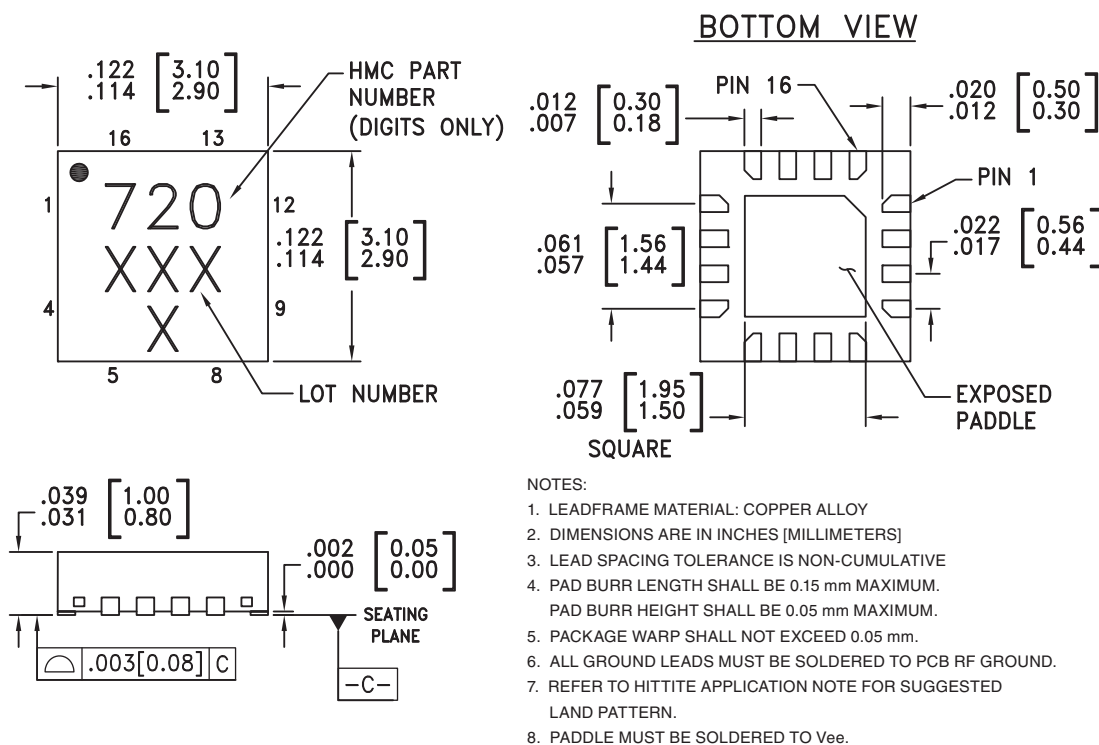 BOTTOM VIEW
.122 [3.10]
.114 [2.90]
HMC PART
NUMBER
(DIGITS ONLY)
16 13
1 12
4 9
5 8
720
XXX
X
.122 [3.10]
.114 [2.90]
LOT NUMBER
PIN 16
.012 [0.30]
.007 [0.18]
.020 [0.50]
.012 [0.30]
PIN 1
.061 [1.56]
.057 [1.44]
.022 [0.56]
.017 [0.44]
.077 [1.95]
.059 [1.50]
SQUARE
EXPOSED
PADDLE
.039 [1.00]
.031 [0.80]
.002 [0.05]
.000 [0.00]
SEATING
PLANE
.003[0.08] C
-C-
NOTES:
1. LEADFRAME MATERIAL: COPPER ALLOY
2. DIMENSIONS ARE IN INCHES [MILLIMETERS]
3. LEAD SPACING TOLERANCE IS NON-CUMULATIVE
4. PAD BURR LENGTH SHALL BE 0.15 mm MAXIMUM.
PAD BURR HEIGHT SHALL BE 0.05 mm MAXIMUM.
5. PACKAGE WARP SHALL NOT EXCEED 0.05 mm.
6. ALL GROUND LEADS MUST BE SOLDERED TO PCB RF GROUND.
7. REFER TO HITTITE APPLICATION NOTE FOR SUGGESTED
LAND PATTERN.
8. PADDLE MUST BE SOLDERED TO Vee.